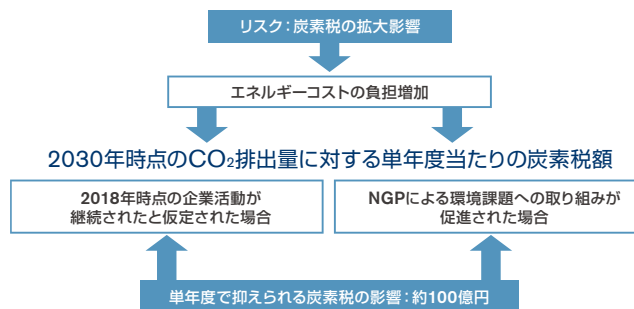 リスク:炭素税の拡大影響
エネルギーコストの負担増加
2030年時点のCO₂排出量に対する単年度当たりの炭素税額
2018年時点の企業活動が
継続されたと仮定された場合
NGPによる環境課題への取り組みが
促進された場合
単年度で抑えられる炭素税の影響:約100億円